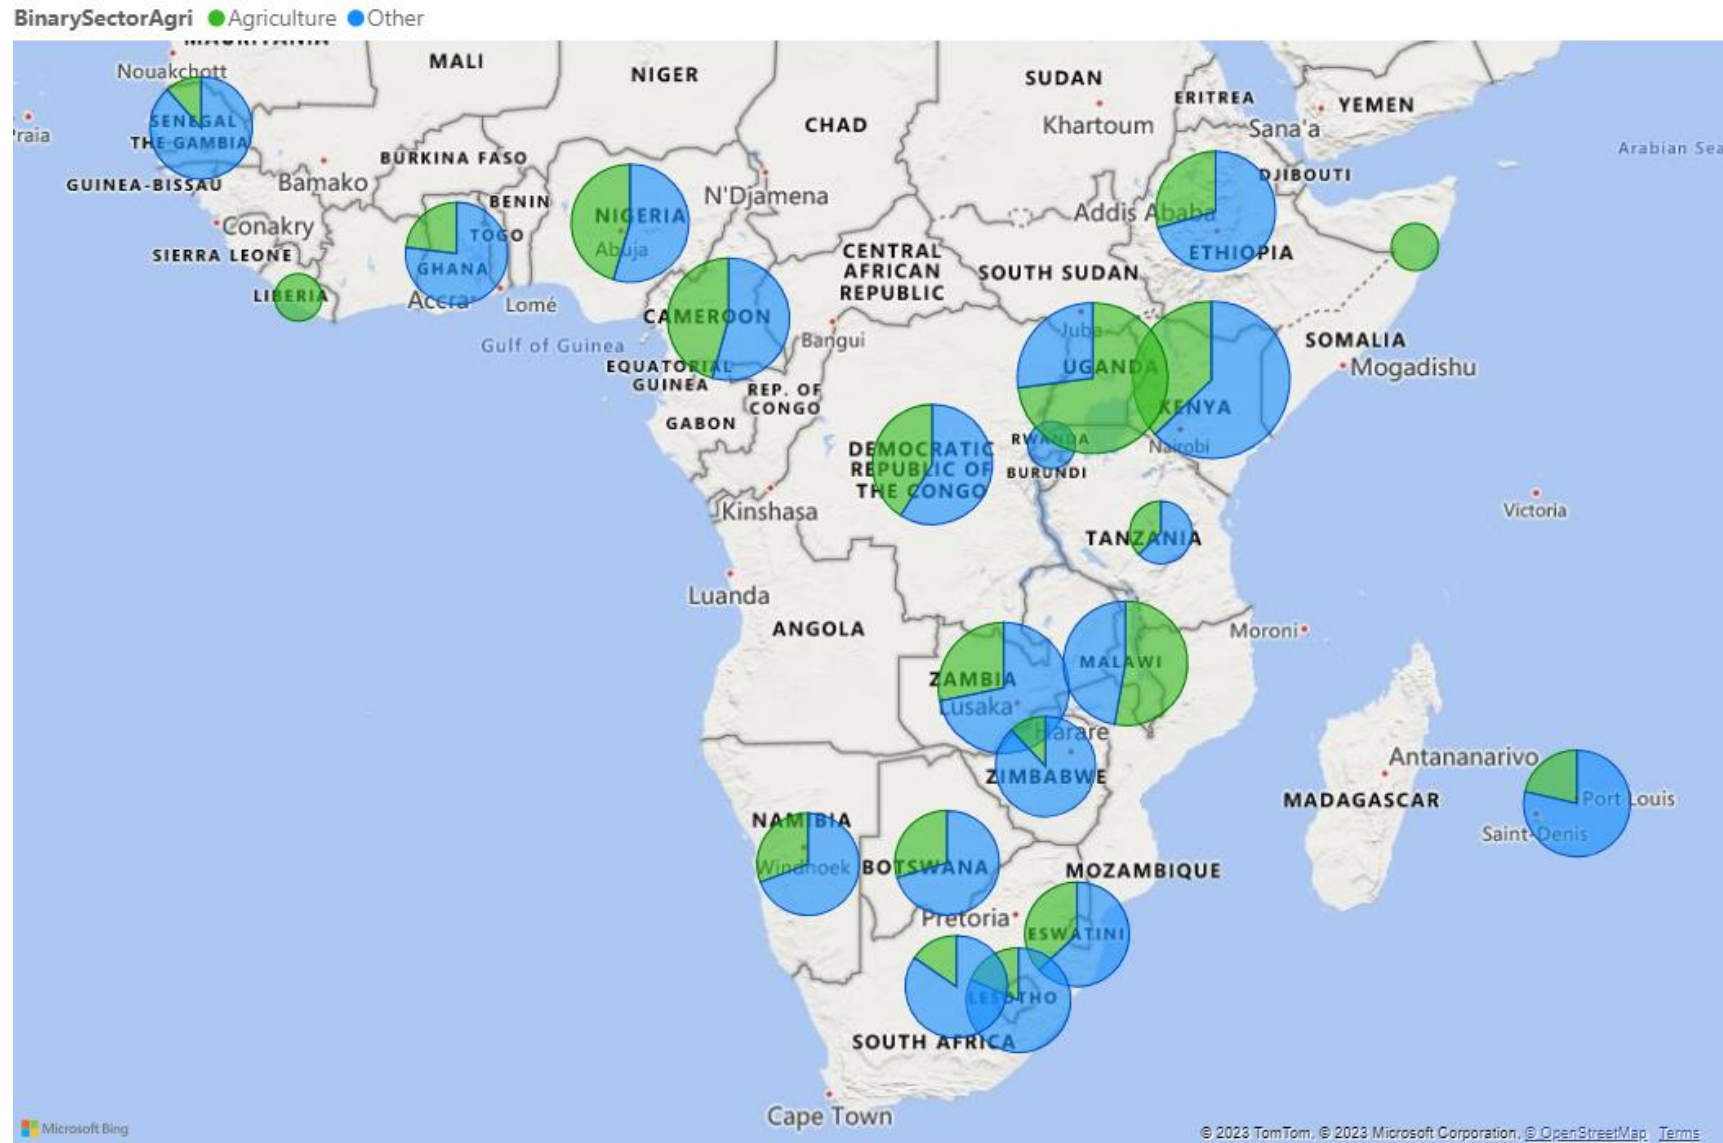 BinarySectorAgri Agriculture Other
MAURITANIA
Nouakchott
MALI
NIGER
SUDAN
ERITREA
YEMEN
Khartoum
Sana'a
CHAD
SENEGAL
THE GAMBIA
Praia
Arabian Sea
BURKINA FASO
GUINEA-BISSAU
Bamako
BENIN
N'Djamena
DJIBOUTI
Addis Ababa
NIGERIA
Abuja
Conakry
TOGO
SIERRA LEONE
GHANA
CENTRAL
AFRICAN
REPUBLIC
SOUTH SUDAN
ETHIOPIA
LIBERIA
Accra
Lomé
CAMEROON
Gulf of Guinea
Bangui
Juba
SOMALIA
Mogadishu
EQUATORIAL
GUINEA
REP. OF
CONGO
UGANDA
KENYA
GABON
Nairobi
DEMOCRATIC
REPUBLIC OF
THE CONGO
RWANDA
BURUNDI
Kinshasa
Victoria
TANZANIA
Luanda
ANGOLA
Moroni
ZAMBIA
MALAWI
Lusaka
Harare
ZIMBABWE
Antananarivo
MADAGASCAR
Port Louis
Saint-Denis
NAMIBIA
Windhoek
BOTSWANA
MOZAMBIQUE
Pretoria
ESWATINI
LESOTHO
SOUTH AFRICA
Cape Town
Microsoft Bing
© 2023 TomTom, © 2023 Microsoft Corporation, © OpenStreetMap Terms